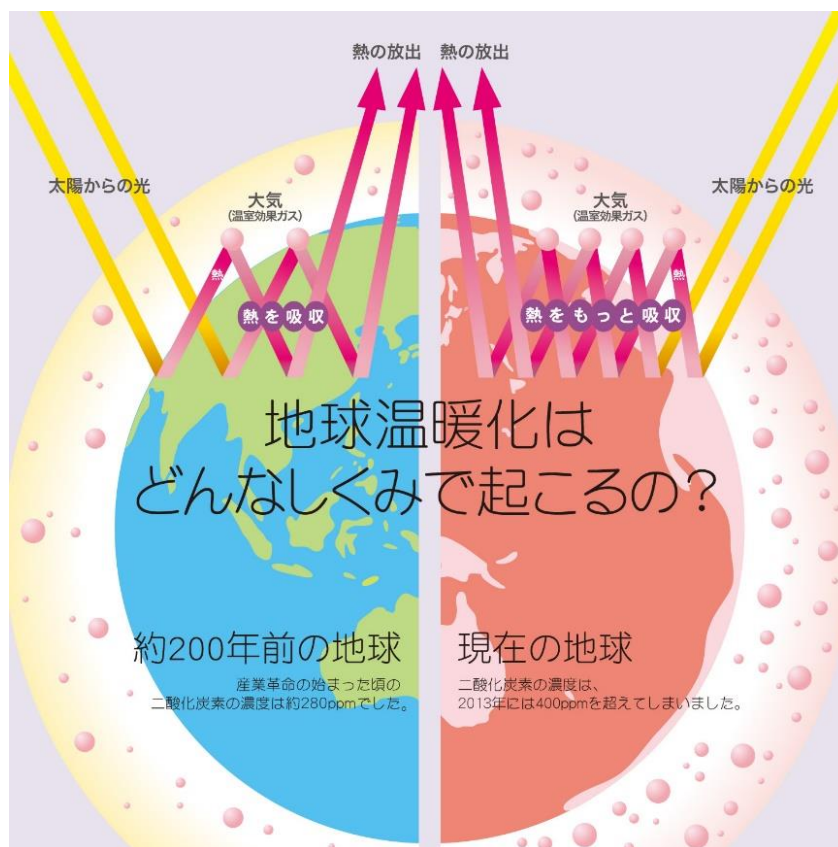 熱の放出
熱の放出
太陽からの光
大気
(温室効果ガス)
大気
(温室効果ガス)
太陽からの光
熱
熱
熱を吸収
熱をもっと吸収
地球温暖化は
どんなしくみで起こるの？
約200年前の地球
産業革命の始まった頃の
二酸化炭素の濃度は約280ppmでした。
現在の地球
二酸化炭素の濃度は、
2013年には400ppmを超えてしまいました。